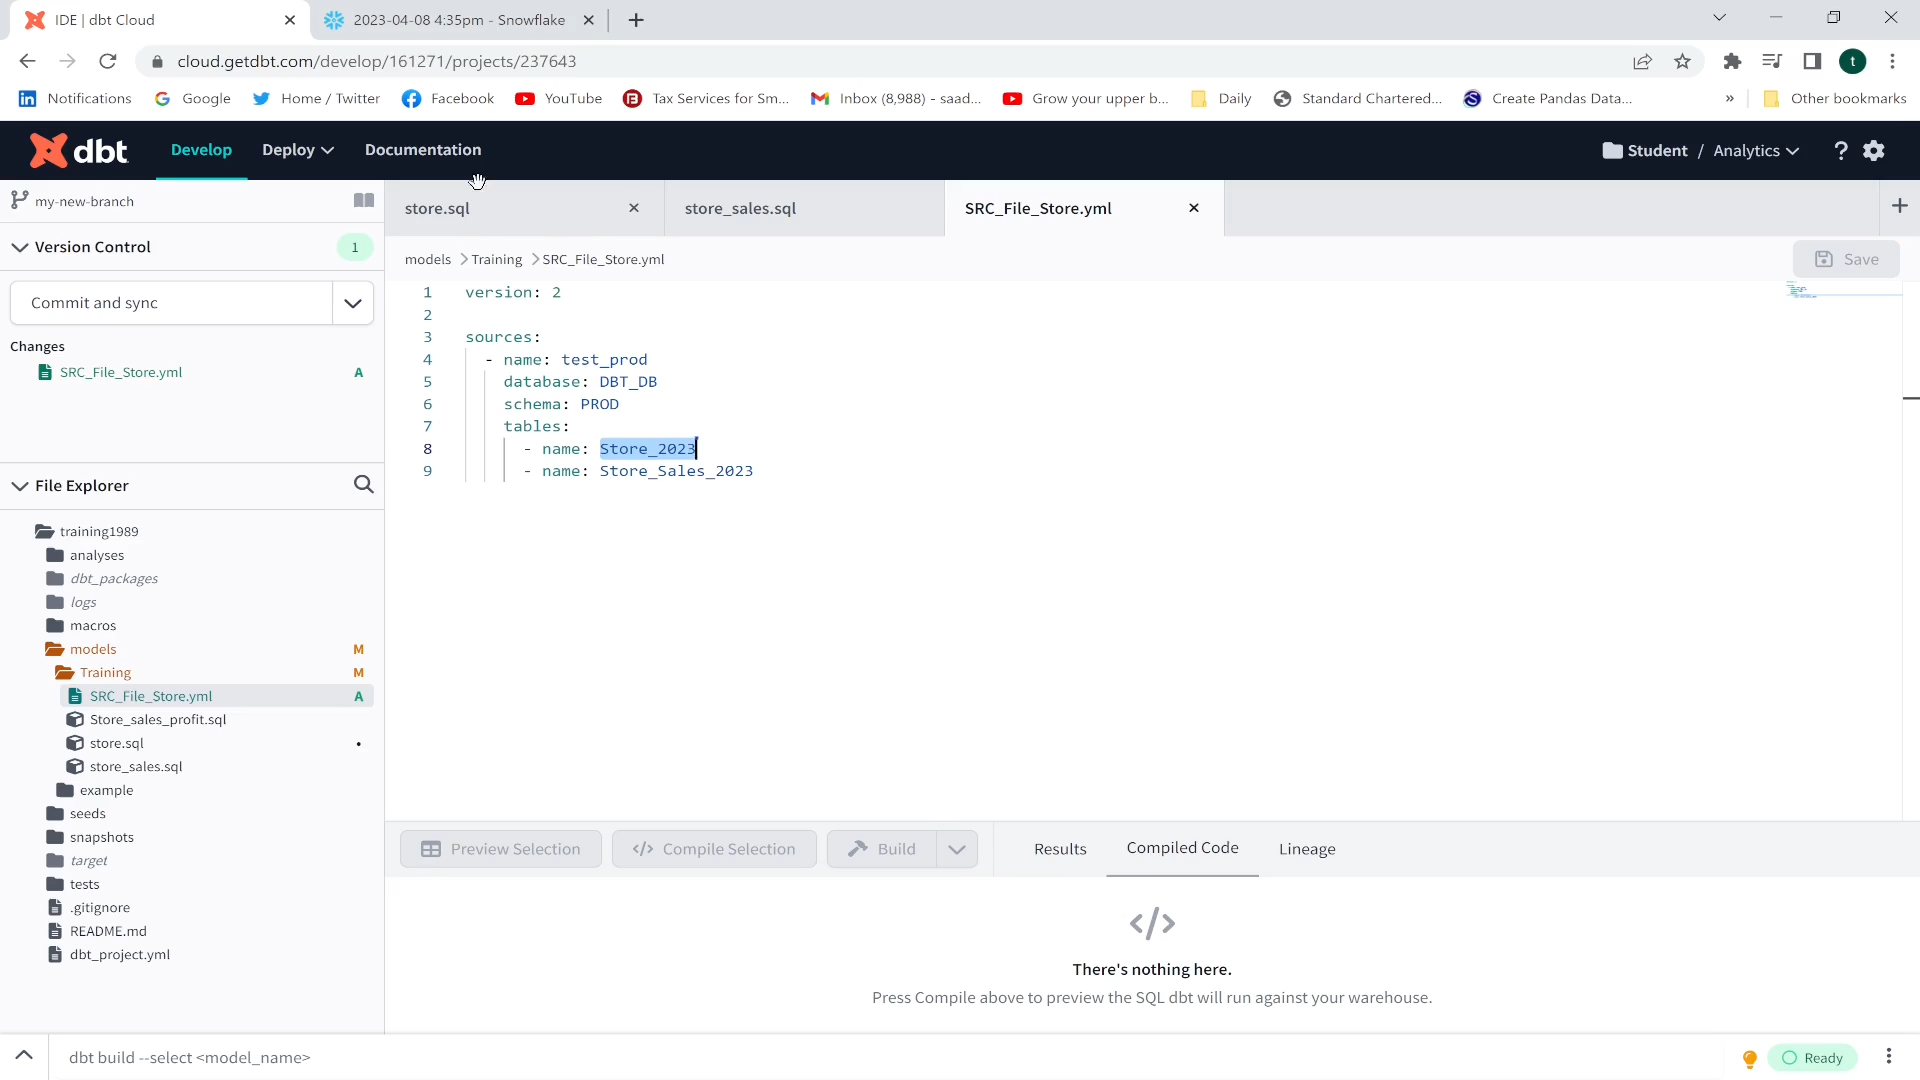 IDE | dbt Cloud
2023-04-08 4:35pm - Snowflake
cloud.getdbt.com/develop/161271/projects/237643
t
Notifications
Google
Home / Twitter
Facebook
YouTube
Tax Services for Sm...
Inbox (8,988) - saad...
Grow your upper b...
Daily
Standard Chartered...
Create Pandas Data...
»
Other bookmarks
dbt
Develop
Deploy
Documentation
Student / Analytics
?
my-new-branch
store.sql
store_sales.sql
SRC_File_Store.yml
Version Control
1
models > Training > SRC_File_Store.yml
Save
Commit and sync
Changes
SRC_File_Store.yml A
1 version: 2
2
3 sources:
4 - name: test_prod
5 database: DBT_DB
6 schema: PROD
7 tables:
8 - name: Store_2023
9 - name: Store_Sales_2023
File Explorer
training1989
analyses
dbt_packages
logs
macros
models M
Training M
SRC_File_Store.yml A
Store_sales_profit.sql
store.sql •
store_sales.sql
example
seeds
snapshots
target
tests
.gitignore
README.md
dbt_project.yml
Preview Selection
</> Compile Selection
Build
Results
Compiled Code
Lineage
</>
There's nothing here.
Press Compile above to preview the SQL dbt will run against your warehouse.
dbt build --select <model_name>
Ready